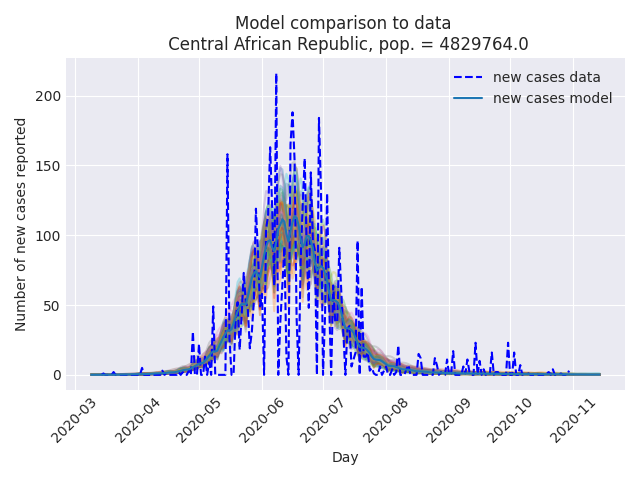 Model comparison to data
Central African Republic, pop. = 4829764.0
new cases data
new cases model
Number of new cases reported
200
150
100
50
0
2020-03
2020-04
2020-05
2020-06
2020-07
2020-08
2020-09
2020-10
2020-11
Day